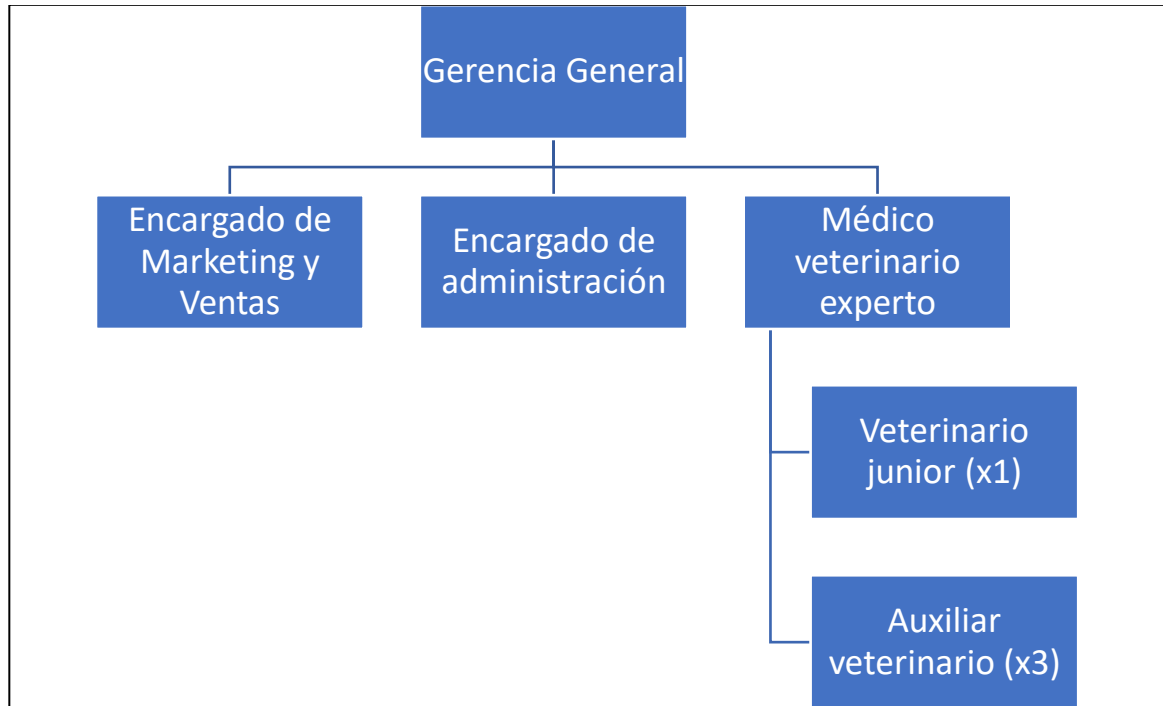 Gerencia General
Encargado de
Marketing y
Ventas
Encargado de
administración
Médico
veterinario
experto
Veterinario
junior (x1)
Auxiliar
veterinario (x3)